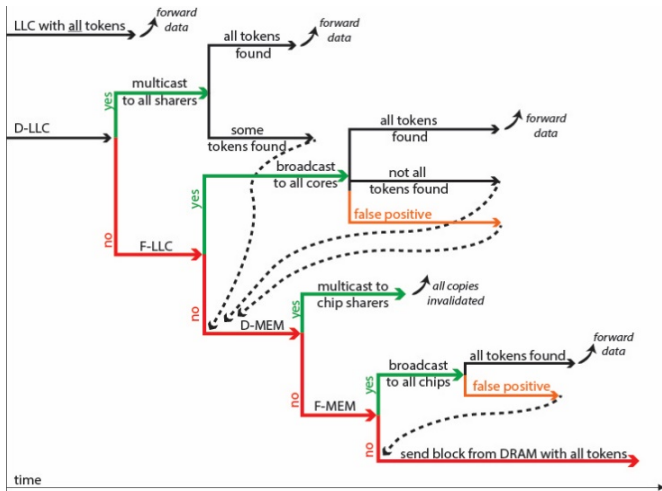 LLC with all tokens
forward
data
all tokens
found
forward
data
yes
multicast
to all sharers
D-LLC
some
tokens found
all tokens
found
forward
data
broadcast
to all cores
not all
tokens found
yes
false positive
no
F-LLC
multicast to
chip sharers
all copies
invalidated
yes
no
D-MEM
all tokens found
forward
data
broadcast
to all chips
yes
false positive
no
F-MEM
no
send block from DRAM with all tokens
time